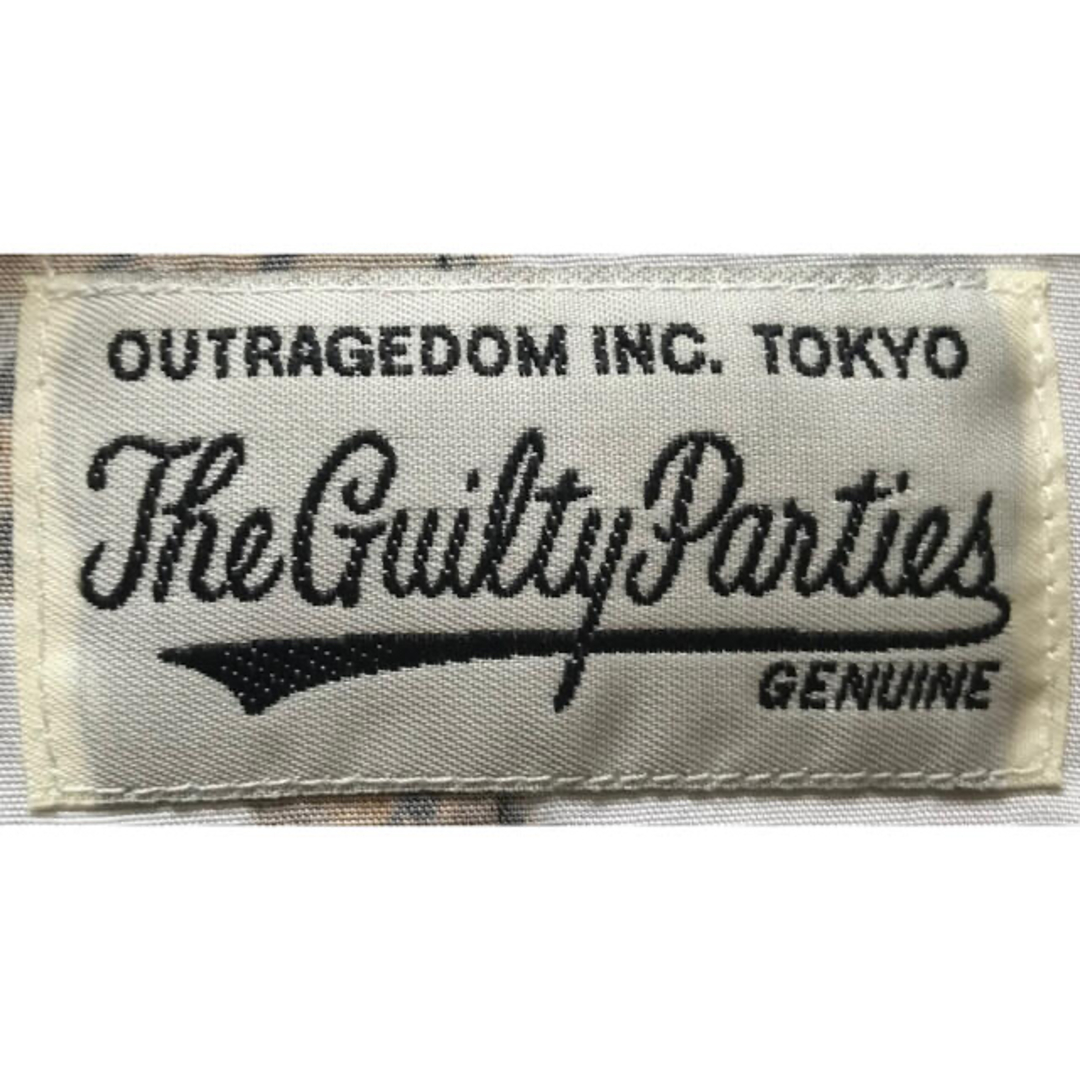 OUTRAGEDOM INC. TOKYO
The Guilty Parties
GENUINE